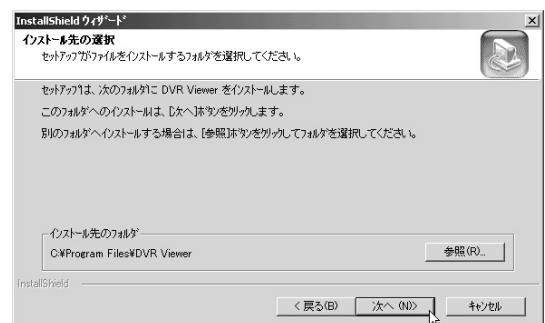 InstallShield ウィザード
インストール先の選択
セットアップがファイルをインストールするフォルダを選択してください。
セットアップは、次のフォルダに DVR Viewer をインストールします。
このフォルダへのインストールは、[次へ]ボタンをクリックします。
別のフォルダへインストールする場合は、[参照]ボタンをクリックしてフォルダを選択してください。
インストール先のフォルダ
C:¥Program Files¥DVR Viewer
参照(R)...
InstallShield
< 戻る(B)
次へ (N)>
キャンセル